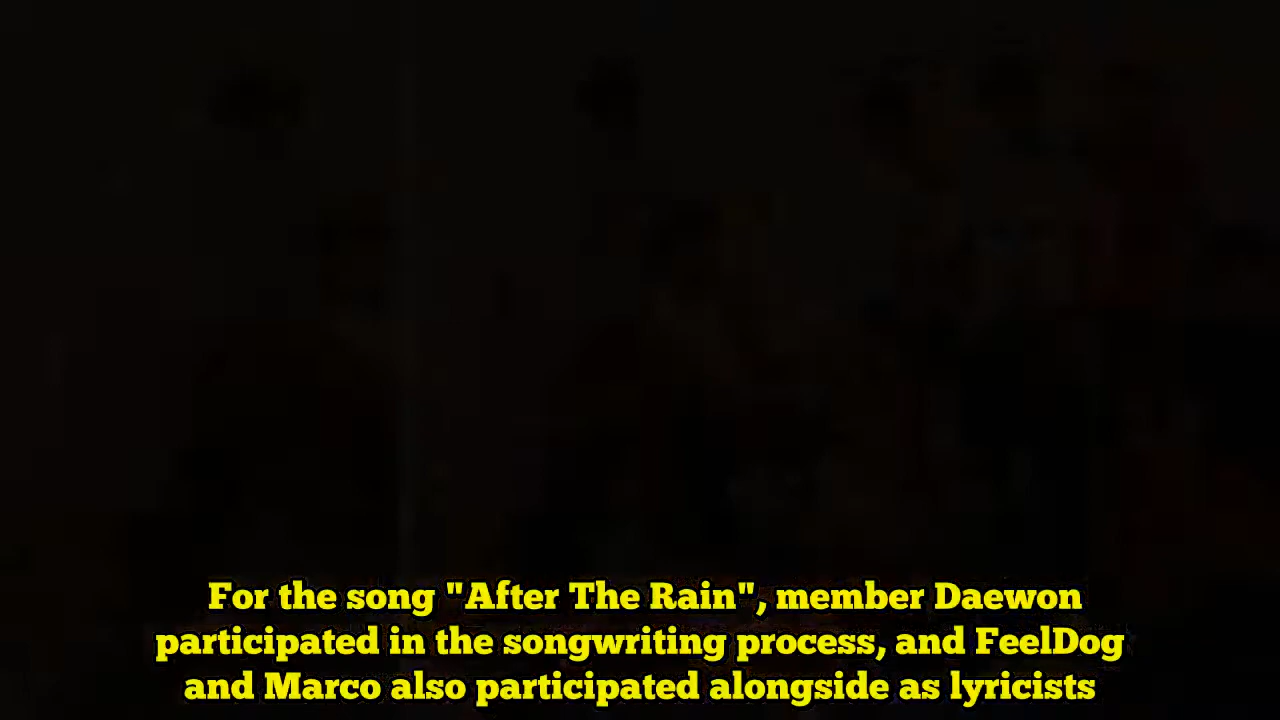 For the song "After The Rain", member Daewon
participated in the songwriting process, and FeelDog
and Marco also participated alongside as lyricists